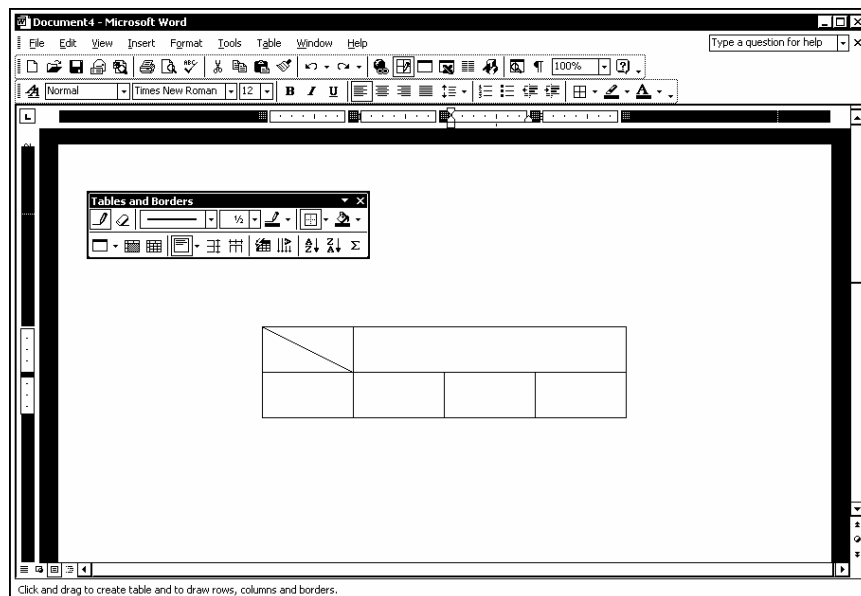 Document4 - Microsoft Word
File Edit View Insert Format Tools Table Window Help Type a question for help
100%
Normal Times New Roman 12 B I U A
Tables and Borders
½
Click and drag to create table and to draw rows, columns and borders.